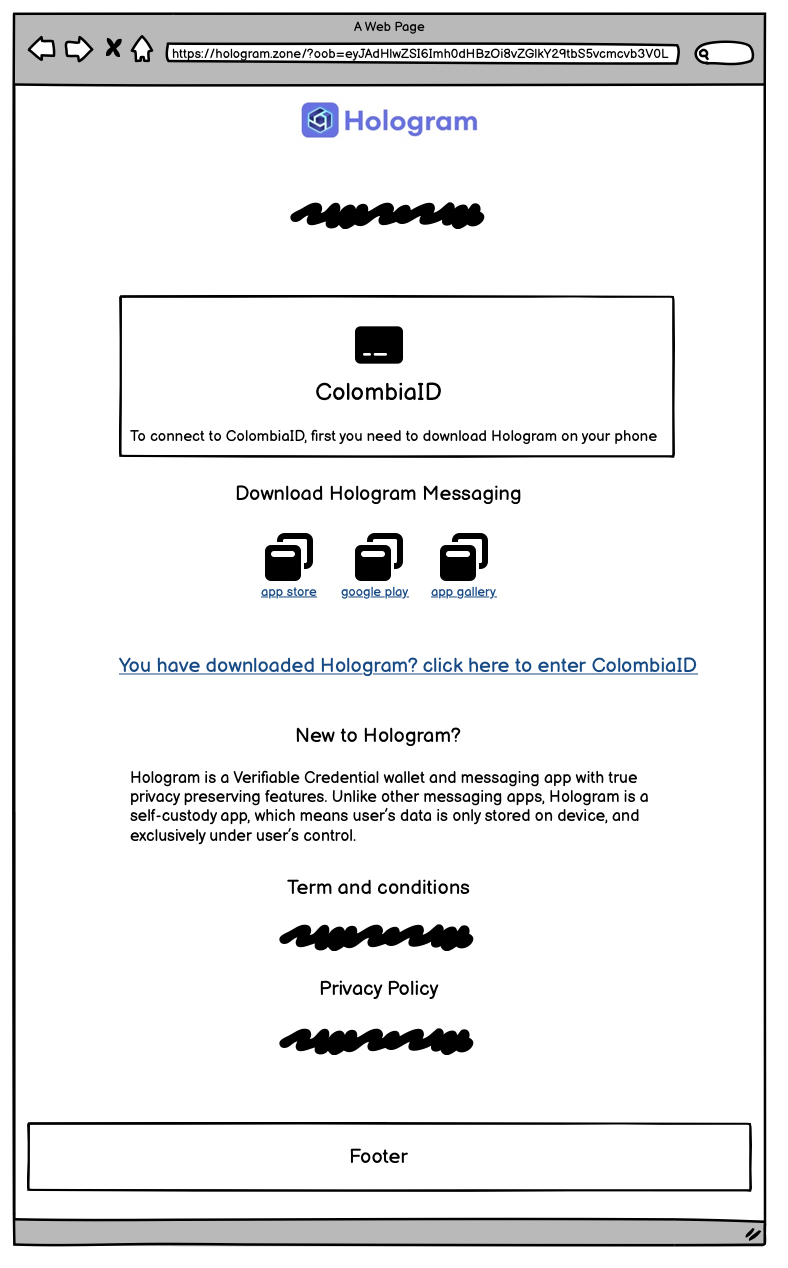 A Web Page
https://hologram.zone/?oob=eyJAdHlwZSI6Imh0dHBzOi8vZGlkY29tbS5vcmcvb3V0L
Hologram
ColombiaID
To connect to ColombiaID, first you need to download Hologram on your phone
Download Hologram Messaging
app store google play app gallery
You have downloaded Hologram? click here to enter ColombiaID
New to Hologram?
Hologram is a Verifiable Credential wallet and messaging app with true
privacy preserving features. Unlike other messaging apps, Hologram is a
self-custody app, which means user's data is only stored on device, and
exclusively under user's control.
Term and conditions
Privacy Policy
Footer